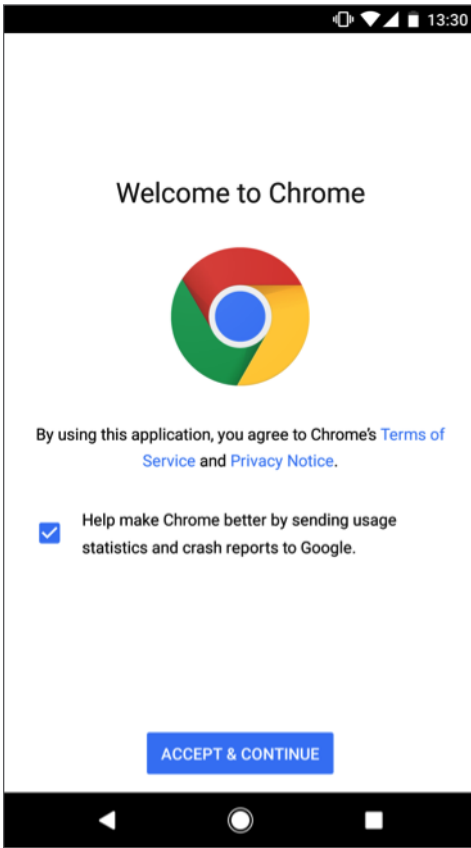 13:30
Welcome to Chrome
By using this application, you agree to Chrome's Terms of
Service and Privacy Notice.
Help make Chrome better by sending usage
statistics and crash reports to Google.
ACCEPT & CONTINUE